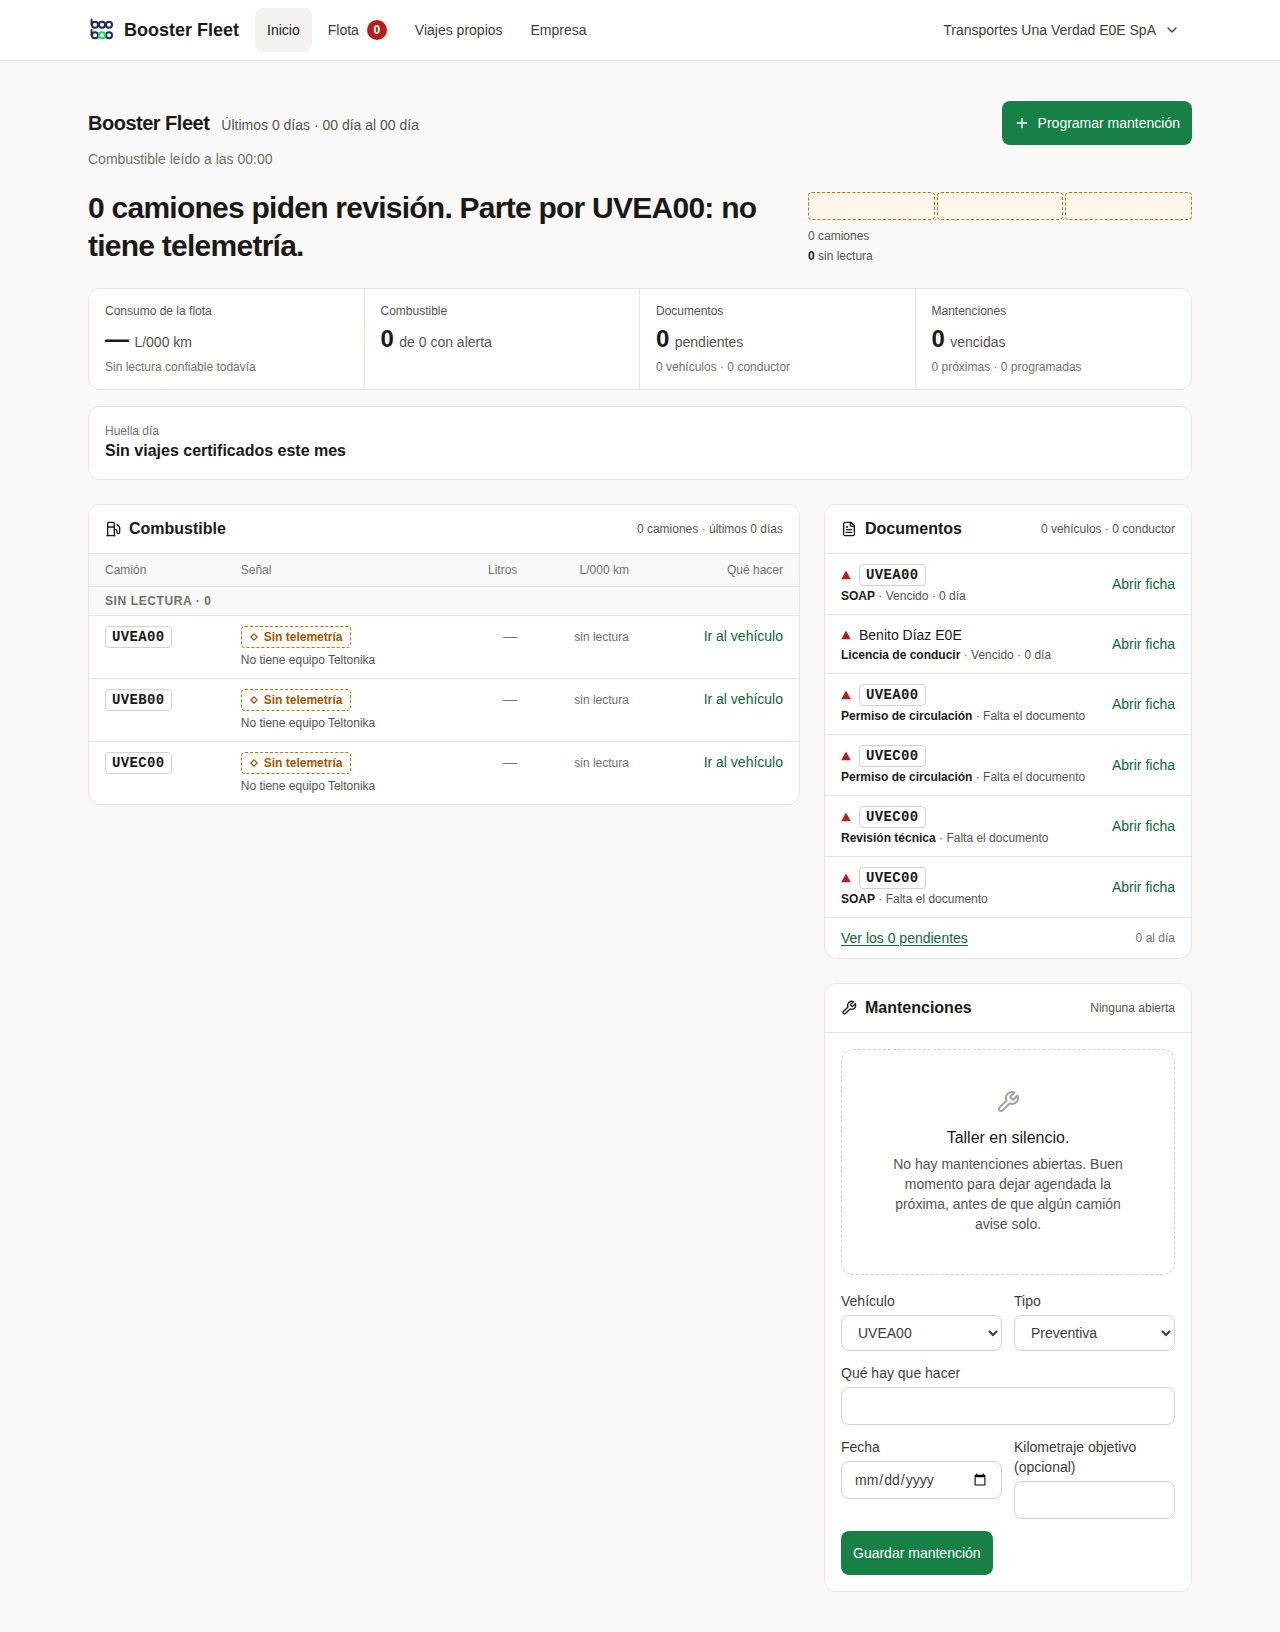 Booster Fleet
Inicio
Flota 0
Viajes propios
Empresa
Transportes Una Verdad E0E SpA
Booster Fleet Últimos 0 días · 00 día al 00 día
Programar mantención
Combustible leído a las 00:00
0 camiones piden revisión. Parte por UVEA00: no
tiene telemetría.
0 camiones
0 sin lectura
Consumo de la flota
— L/000 km
Sin lectura confiable todavía
Combustible
0 de 0 con alerta
Documentos
0 pendientes
0 vehículos · 0 conductor
Mantenciones
0 vencidas
0 próximas · 0 programadas
Huella día
Sin viajes certificados este mes
Combustible
0 camiones · últimos 0 días
Camión Señal Litros L/000 km Qué hacer
SIN LECTURA · 0
UVEA00 Sin telemetría — sin lectura Ir al vehículo
No tiene equipo Teltonika
UVEB00 Sin telemetría — sin lectura Ir al vehículo
No tiene equipo Teltonika
UVEC00 Sin telemetría — sin lectura Ir al vehículo
No tiene equipo Teltonika
Documentos
0 vehículos · 0 conductor
UVEA00
SOAP · Vencido · 0 día
Abrir ficha
Benito Díaz E0E
Licencia de conducir · Vencido · 0 día
Abrir ficha
UVEA00
Permiso de circulación · Falta el documento
Abrir ficha
UVEC00
Permiso de circulación · Falta el documento
Abrir ficha
UVEC00
Revisión técnica · Falta el documento
Abrir ficha
UVEC00
SOAP · Falta el documento
Abrir ficha
Ver los 0 pendientes
0 al día
Mantenciones
Ninguna abierta
Taller en silencio.
No hay mantenciones abiertas. Buen
momento para dejar agendada la
próxima, antes de que algún camión
avise solo.
Vehículo
UVEA00
Tipo
Preventiva
Qué hay que hacer
Fecha
mm/dd/yyyy
Kilometraje objetivo
(opcional)
Guardar mantención